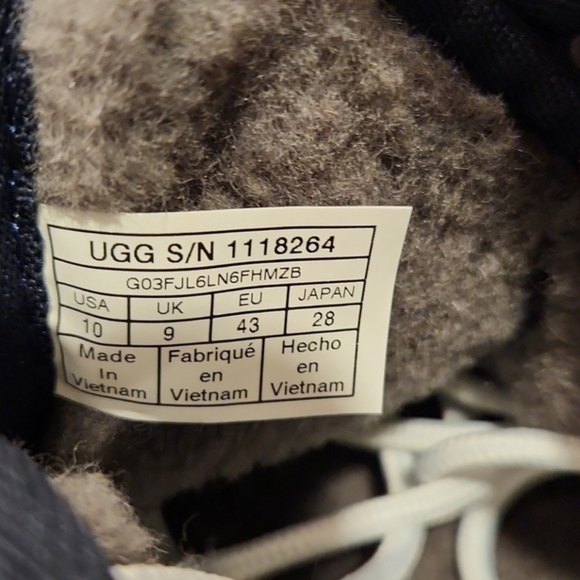 UGG S/N 1118264
G03FJL6LN6FHMZB
USA UK EU JAPAN
10 9 43 28
Made Fabriqué Hecho
In en en
Vietnam Vietnam Vietnam